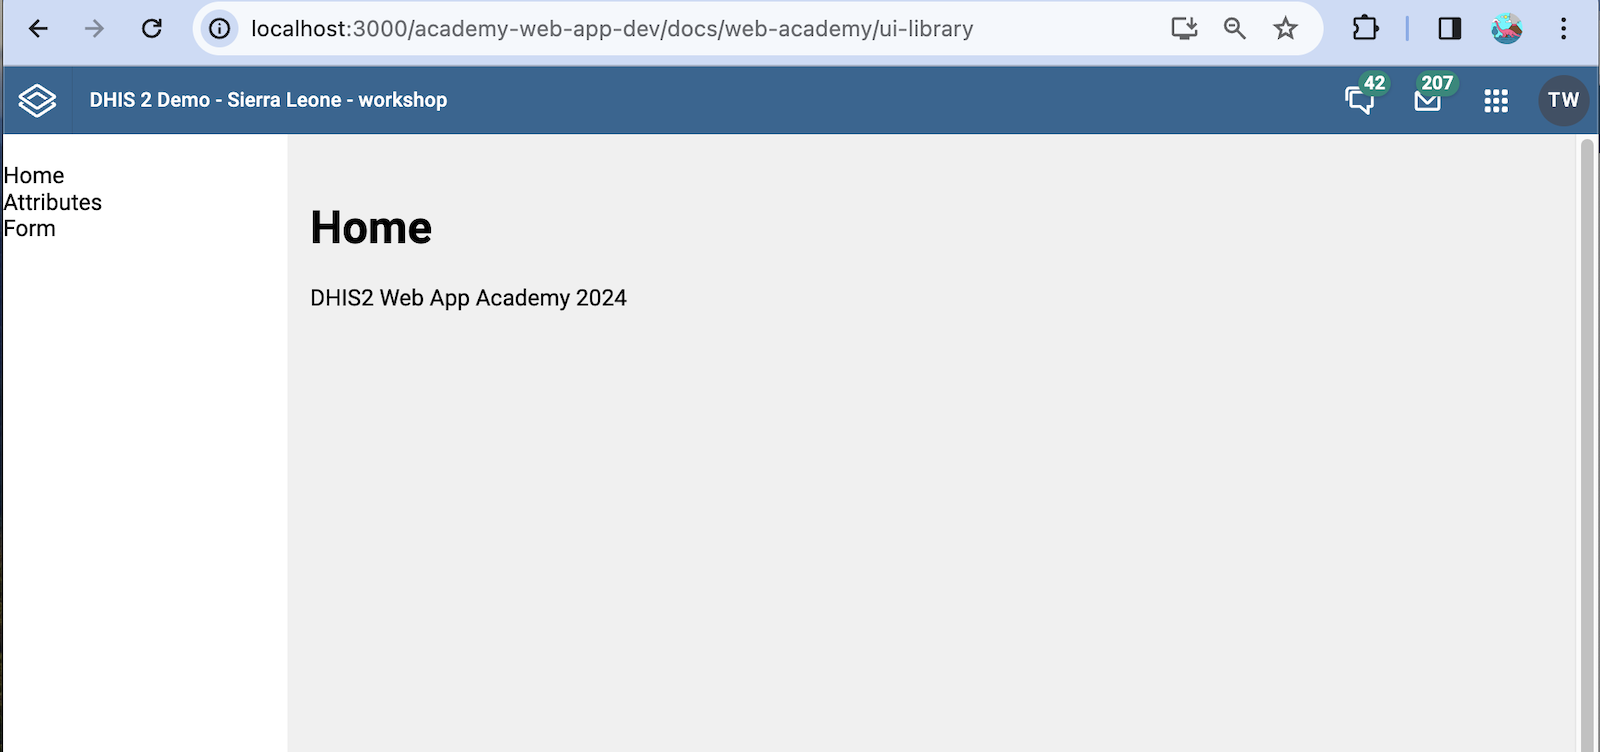 localhost:3000/academy-web-app-dev/docs/web-academy/ui-library
DHIS 2 Demo - Sierra Leone - workshop
42
207
TW
Home
Attributes
Form
Home
DHIS2 Web App Academy 2024